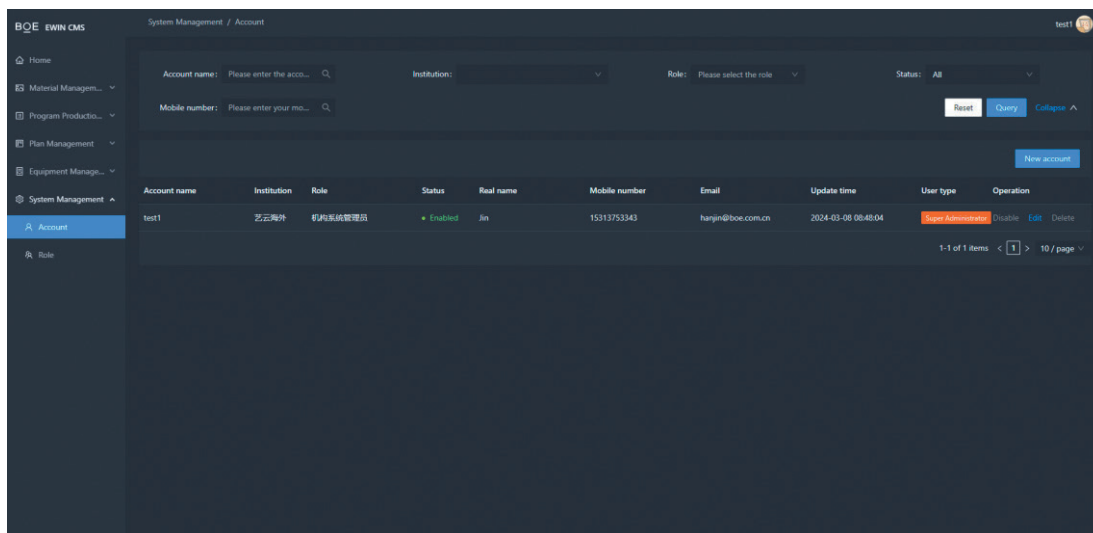 BOE EWIN CMS
System Management / Account
test1
Home
Material Managem...
Program Productio...
Plan Management
Equipment Manage...
System Management
Account
Role
Account name: Please enter the acco...
Institution:
Role: Please select the role
Status: All
Mobile number: Please enter your mo...
Reset Query Collapse
New account
Account name Institution Role Status Real name Mobile number Email Update time User type Operation
test1 艺云海外 机构系统管理员 Enabled Jin 15313753343 hanjin@boe.com.cn 2024-03-08 08:48:04 Super Administrator Disable Edit Delete
1-1 of 1 items < 1 > 10 / page